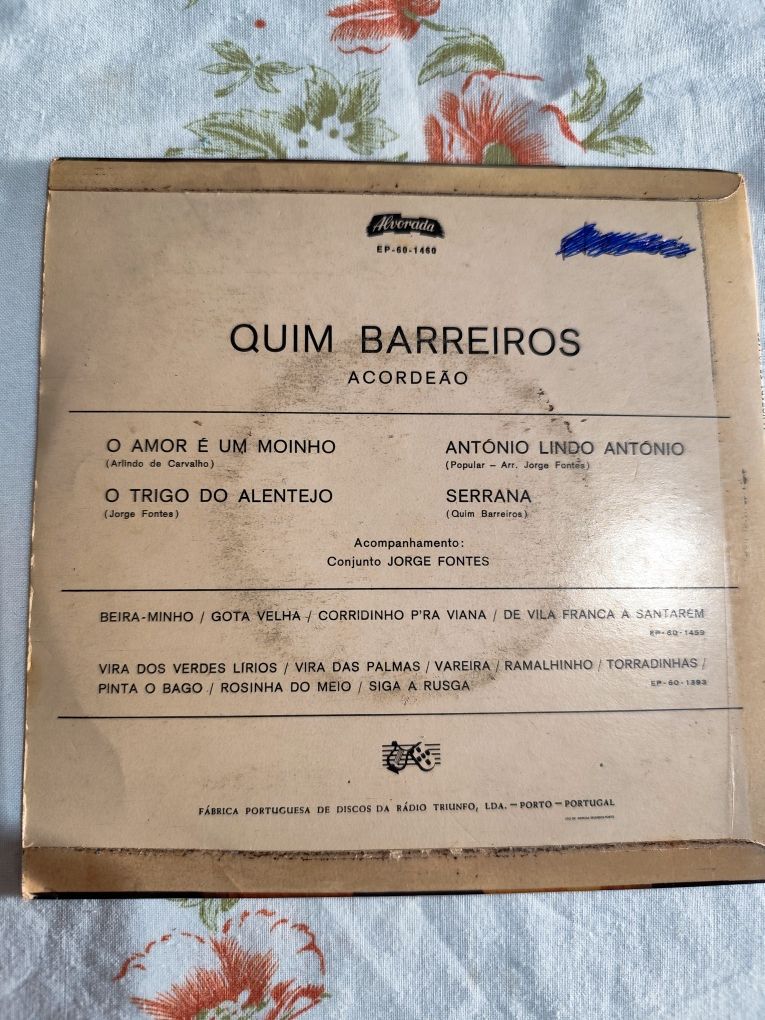 Alvorada
EP-60-1460
QUIM BARREIROS
ACORDEÃO
O AMOR É UM MOINHO
(Arlindo de Carvalho)
O TRIGO DO ALENTEJO
(Jorge Fontes)
ANTÓNIO LINDO ANTÓNIO
(Popular — Arr. Jorge Fontes)
SERRANA
(Quim Barreiros)
Acompanhamento:
Conjunto JORGE FONTES
BEIRA-MINHO / GOTA VELHA / CORRIDINHO P'RA VIANA / DE VILA FRANCA A SANTARÉM
EP-60-1459
VIRA DOS VERDES LÍRIOS / VIRA DAS PALMAS / VAREIRA / RAMALHINHO / TORRADINHAS /
PINTA O BAGO / ROSINHA DO MEIO / SIGA A RUSGA
EP-60-1393
FÁBRICA PORTUGUESA DE DISCOS DA RÁDIO TRIUNFO, LDA. — PORTO — PORTUGAL